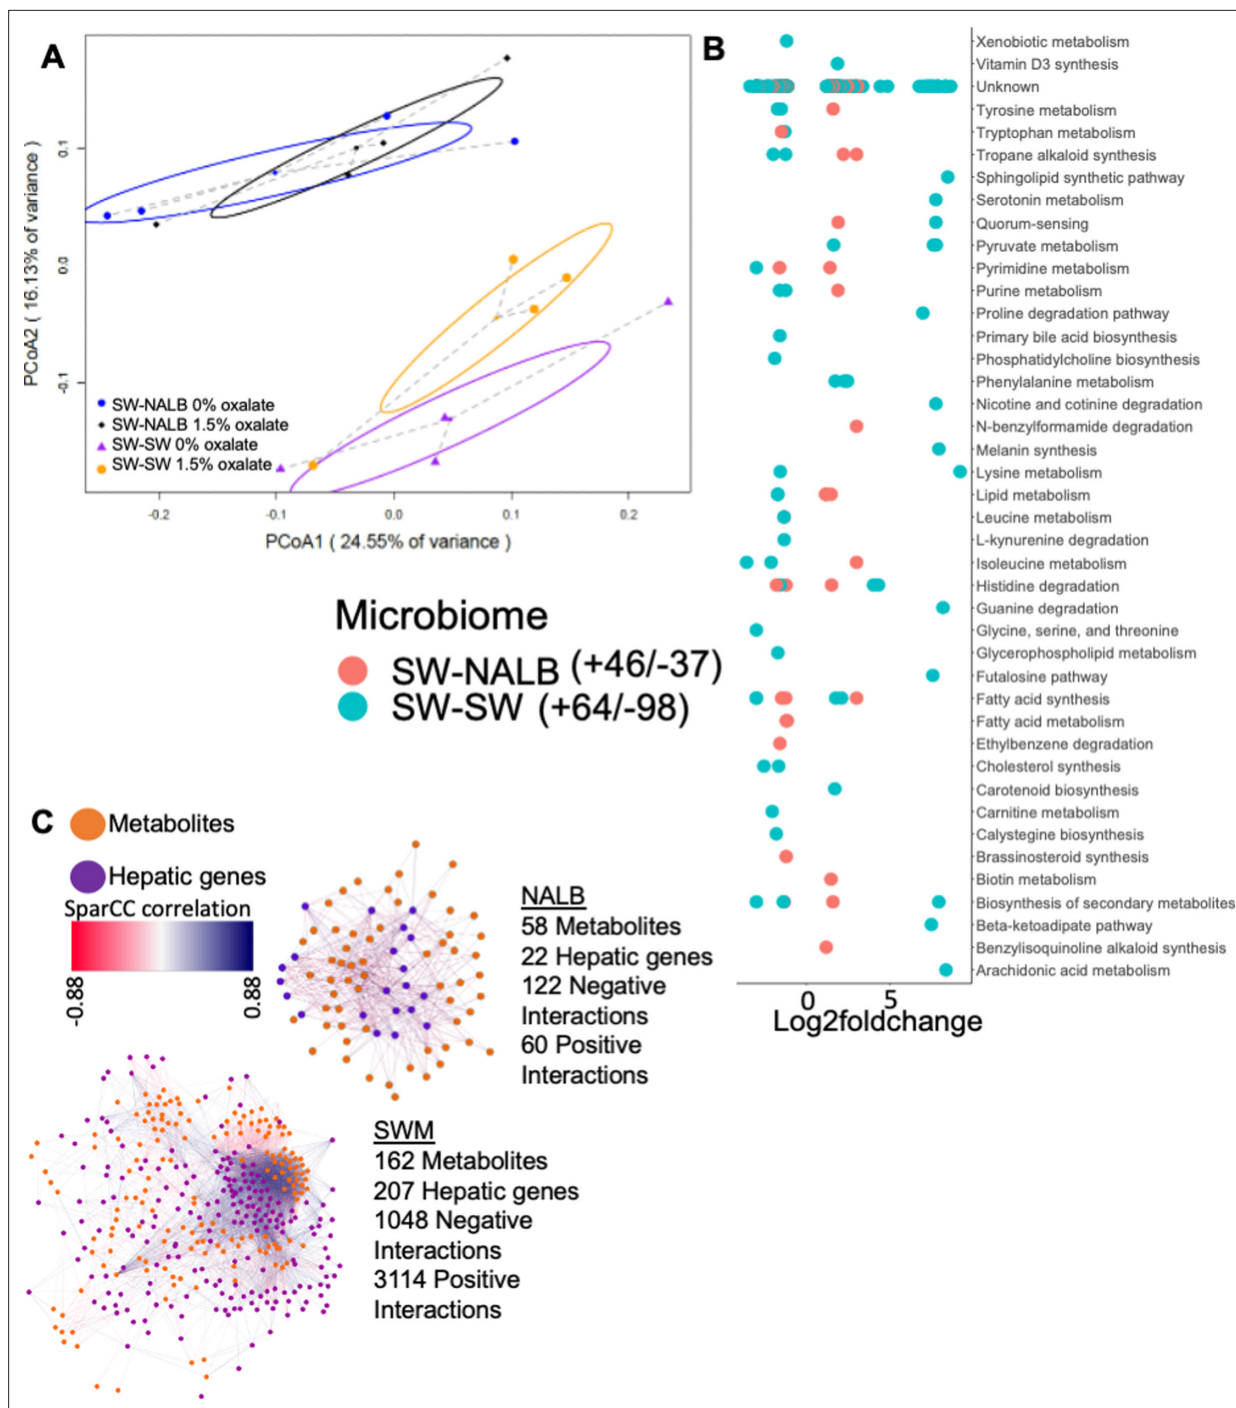 A
PCoA2 ( 16.13% of variance )
0.1
0.0
-0.1
SW-NALB 0% oxalate
SW-NALB 1.5% oxalate
SW-SW 0% oxalate
SW-SW 1.5% oxalate
-0.2
-0.1
0.0
0.1
0.2
PCoA1 ( 24.55% of variance )
B
Xenobiotic metabolism
Vitamin D3 synthesis
Unknown
Tyrosine metabolism
Tryptophan metabolism
Tropane alkaloid synthesis
Sphingolipid synthetic pathway
Serotonin metabolism
Quorum-sensing
Pyruvate metabolism
Pyrimidine metabolism
Purine metabolism
Proline degradation pathway
Primary bile acid biosynthesis
Phosphatidylcholine biosynthesis
Phenylalanine metabolism
Nicotine and cotinine degradation
N-benzylformamide degradation
Melanin synthesis
Lysine metabolism
Lipid metabolism
Leucine metabolism
L-kynurenine degradation
Isoleucine metabolism
Histidine degradation
Guanine degradation
Glycine, serine, and threonine
Glycerophospholipid metabolism
Futalosine pathway
Fatty acid synthesis
Fatty acid metabolism
Ethylbenzene degradation
Cholesterol synthesis
Carotenoid biosynthesis
Carnitine metabolism
Calystegine biosynthesis
Brassinosteroid synthesis
Biotin metabolism
Biosynthesis of secondary metabolites
Beta-ketoadipate pathway
Benzylisoquinoline alkaloid synthesis
Arachidonic acid metabolism
0 5
Log2foldchange
Microbiome
SW-NALB (+46/-37)
SW-SW (+64/-98)
C
Metabolites
Hepatic genes
SparCC correlation
-0.88
0.88
NALB
58 Metabolites
22 Hepatic genes
122 Negative
Interactions
60 Positive
Interactions
SWM
162 Metabolites
207 Hepatic genes
1048 Negative
Interactions
3114 Positive
Interactions